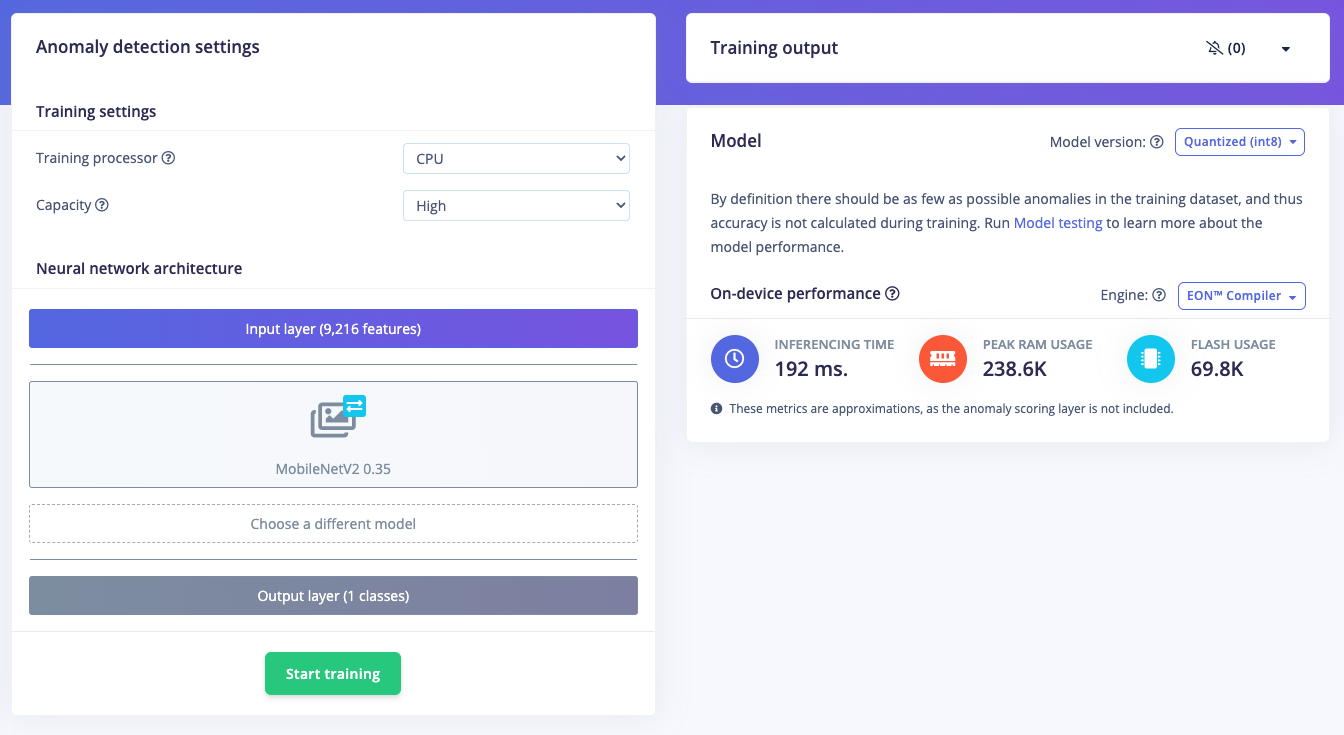 Anomaly detection settings
Training settings
Training processor
CPU
Capacity
High
Neural network architecture
Input layer (9,216 features)
MobileNetV2 0.35
Choose a different model
Output layer (1 classes)
Start training
Training output
(0)
Model
Model version:
Quantized (int8)
By definition there should be as few as possible anomalies in the training dataset, and thus
accuracy is not calculated during training. Run Model testing to learn more about the
model performance.
On-device performance
Engine:
EON™ Compiler
INFERENCING TIME
192 ms.
PEAK RAM USAGE
238.6K
FLASH USAGE
69.8K
These metrics are approximations, as the anomaly scoring layer is not included.